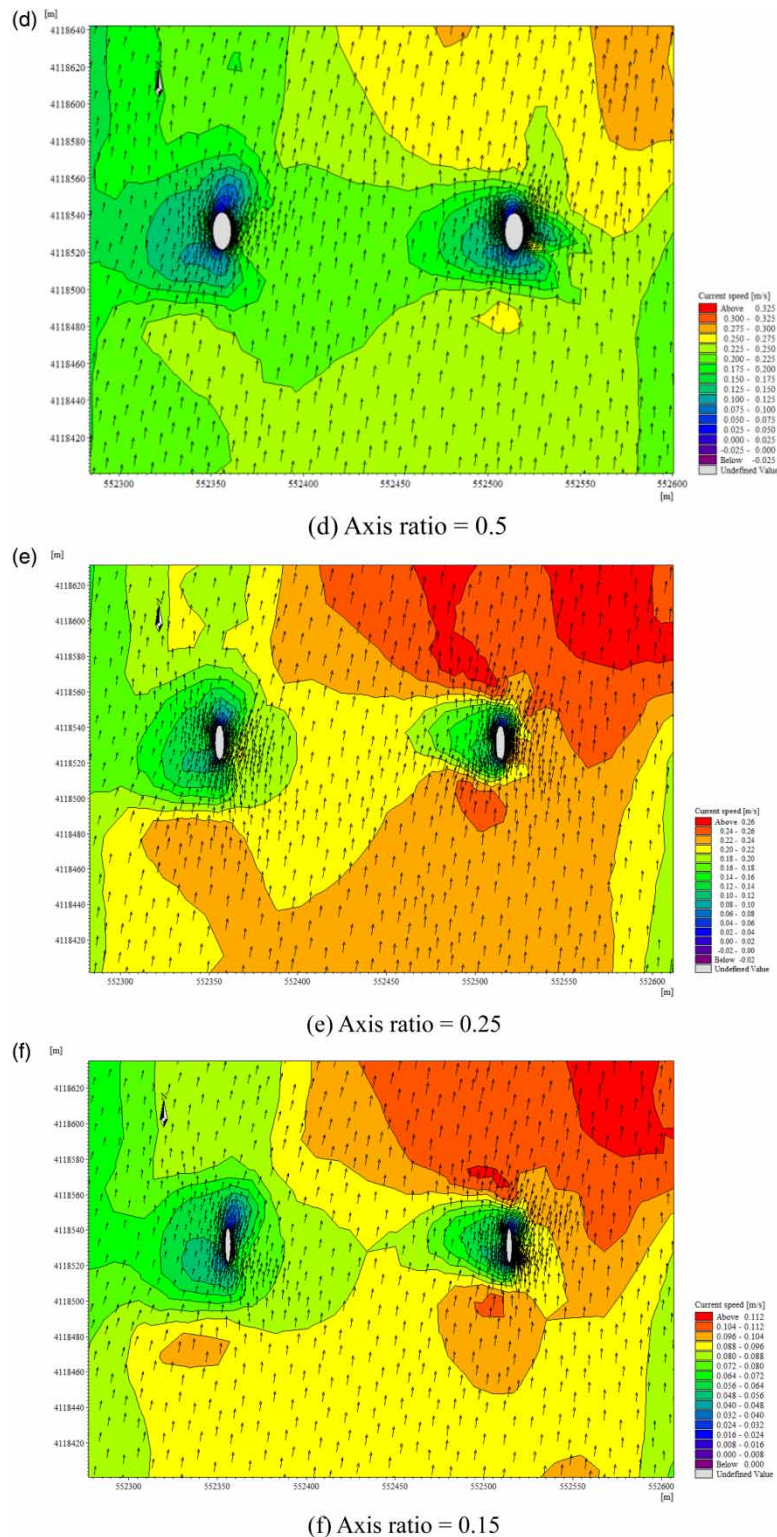 (d)
[m]
4118640
4118620
4118600
4118580
4118560
4118540
4118520
4118500
4118480
4118460
4118440
4118420
552300
552350
552400
552450
552500
552550
552600
[m]
N
Current speed [m/s]
Above 0.325
0.300 - 0.325
0.275 - 0.300
0.250 - 0.275
0.225 - 0.250
0.200 - 0.225
0.175 - 0.200
0.150 - 0.175
0.125 - 0.150
0.100 - 0.125
0.075 - 0.100
0.050 - 0.075
0.025 - 0.050
0.000 - 0.025
-0.025 - 0.000
Below -0.025
Undefined Value
(d) Axis ratio = 0.5
(e)
[m]
4118620
4118600
4118580
4118560
4118540
4118520
4118500
4118480
4118460
4118440
4118420
552300
552350
552400
552450
552500
552550
552600
[m]
N
Current speed [m/s]
Above 0.26
0.24 - 0.26
0.22 - 0.24
0.20 - 0.22
0.18 - 0.20
0.16 - 0.18
0.14 - 0.16
0.12 - 0.14
0.10 - 0.12
0.08 - 0.10
0.06 - 0.08
0.04 - 0.06
0.02 - 0.04
0.00 - 0.02
-0.02 - 0.00
Below -0.02
Undefined Value
(e) Axis ratio = 0.25
(f)
[m]
4118620
4118600
4118580
4118560
4118540
4118520
4118500
4118480
4118460
4118440
4118420
552300
552350
552400
552450
552500
552550
552600
[m]
N
Current speed [m/s]
Above 0.112
0.104 - 0.112
0.096 - 0.104
0.088 - 0.096
0.080 - 0.088
0.072 - 0.080
0.064 - 0.072
0.056 - 0.064
0.048 - 0.056
0.040 - 0.048
0.032 - 0.040
0.024 - 0.032
0.016 - 0.024
0.008 - 0.016
0.000 - 0.008
Below 0.000
Undefined Value
(f) Axis ratio = 0.15